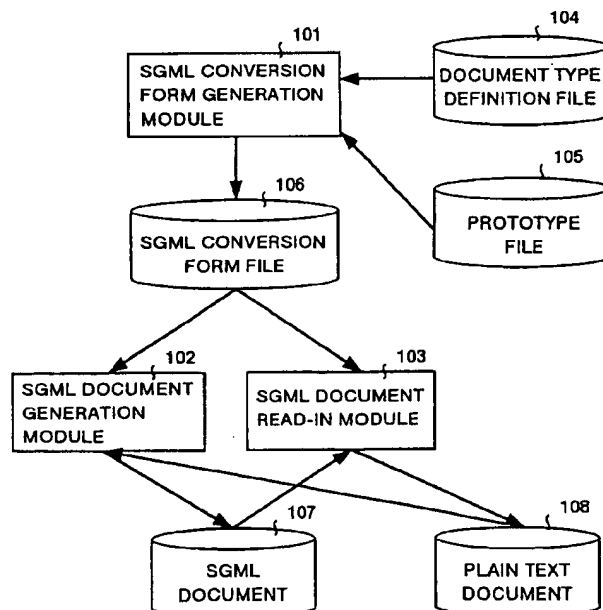 101
SGML CONVERSION
FORM GENERATION
MODULE
104
DOCUMENT TYPE
DEFINITION FILE
105
PROTOTYPE
FILE
106
SGML CONVERSION
FORM FILE
102
SGML DOCUMENT
GENERATION
MODULE
103
SGML DOCUMENT
READ-IN MODULE
107
SGML
DOCUMENT
108
PLAIN TEXT
DOCUMENT